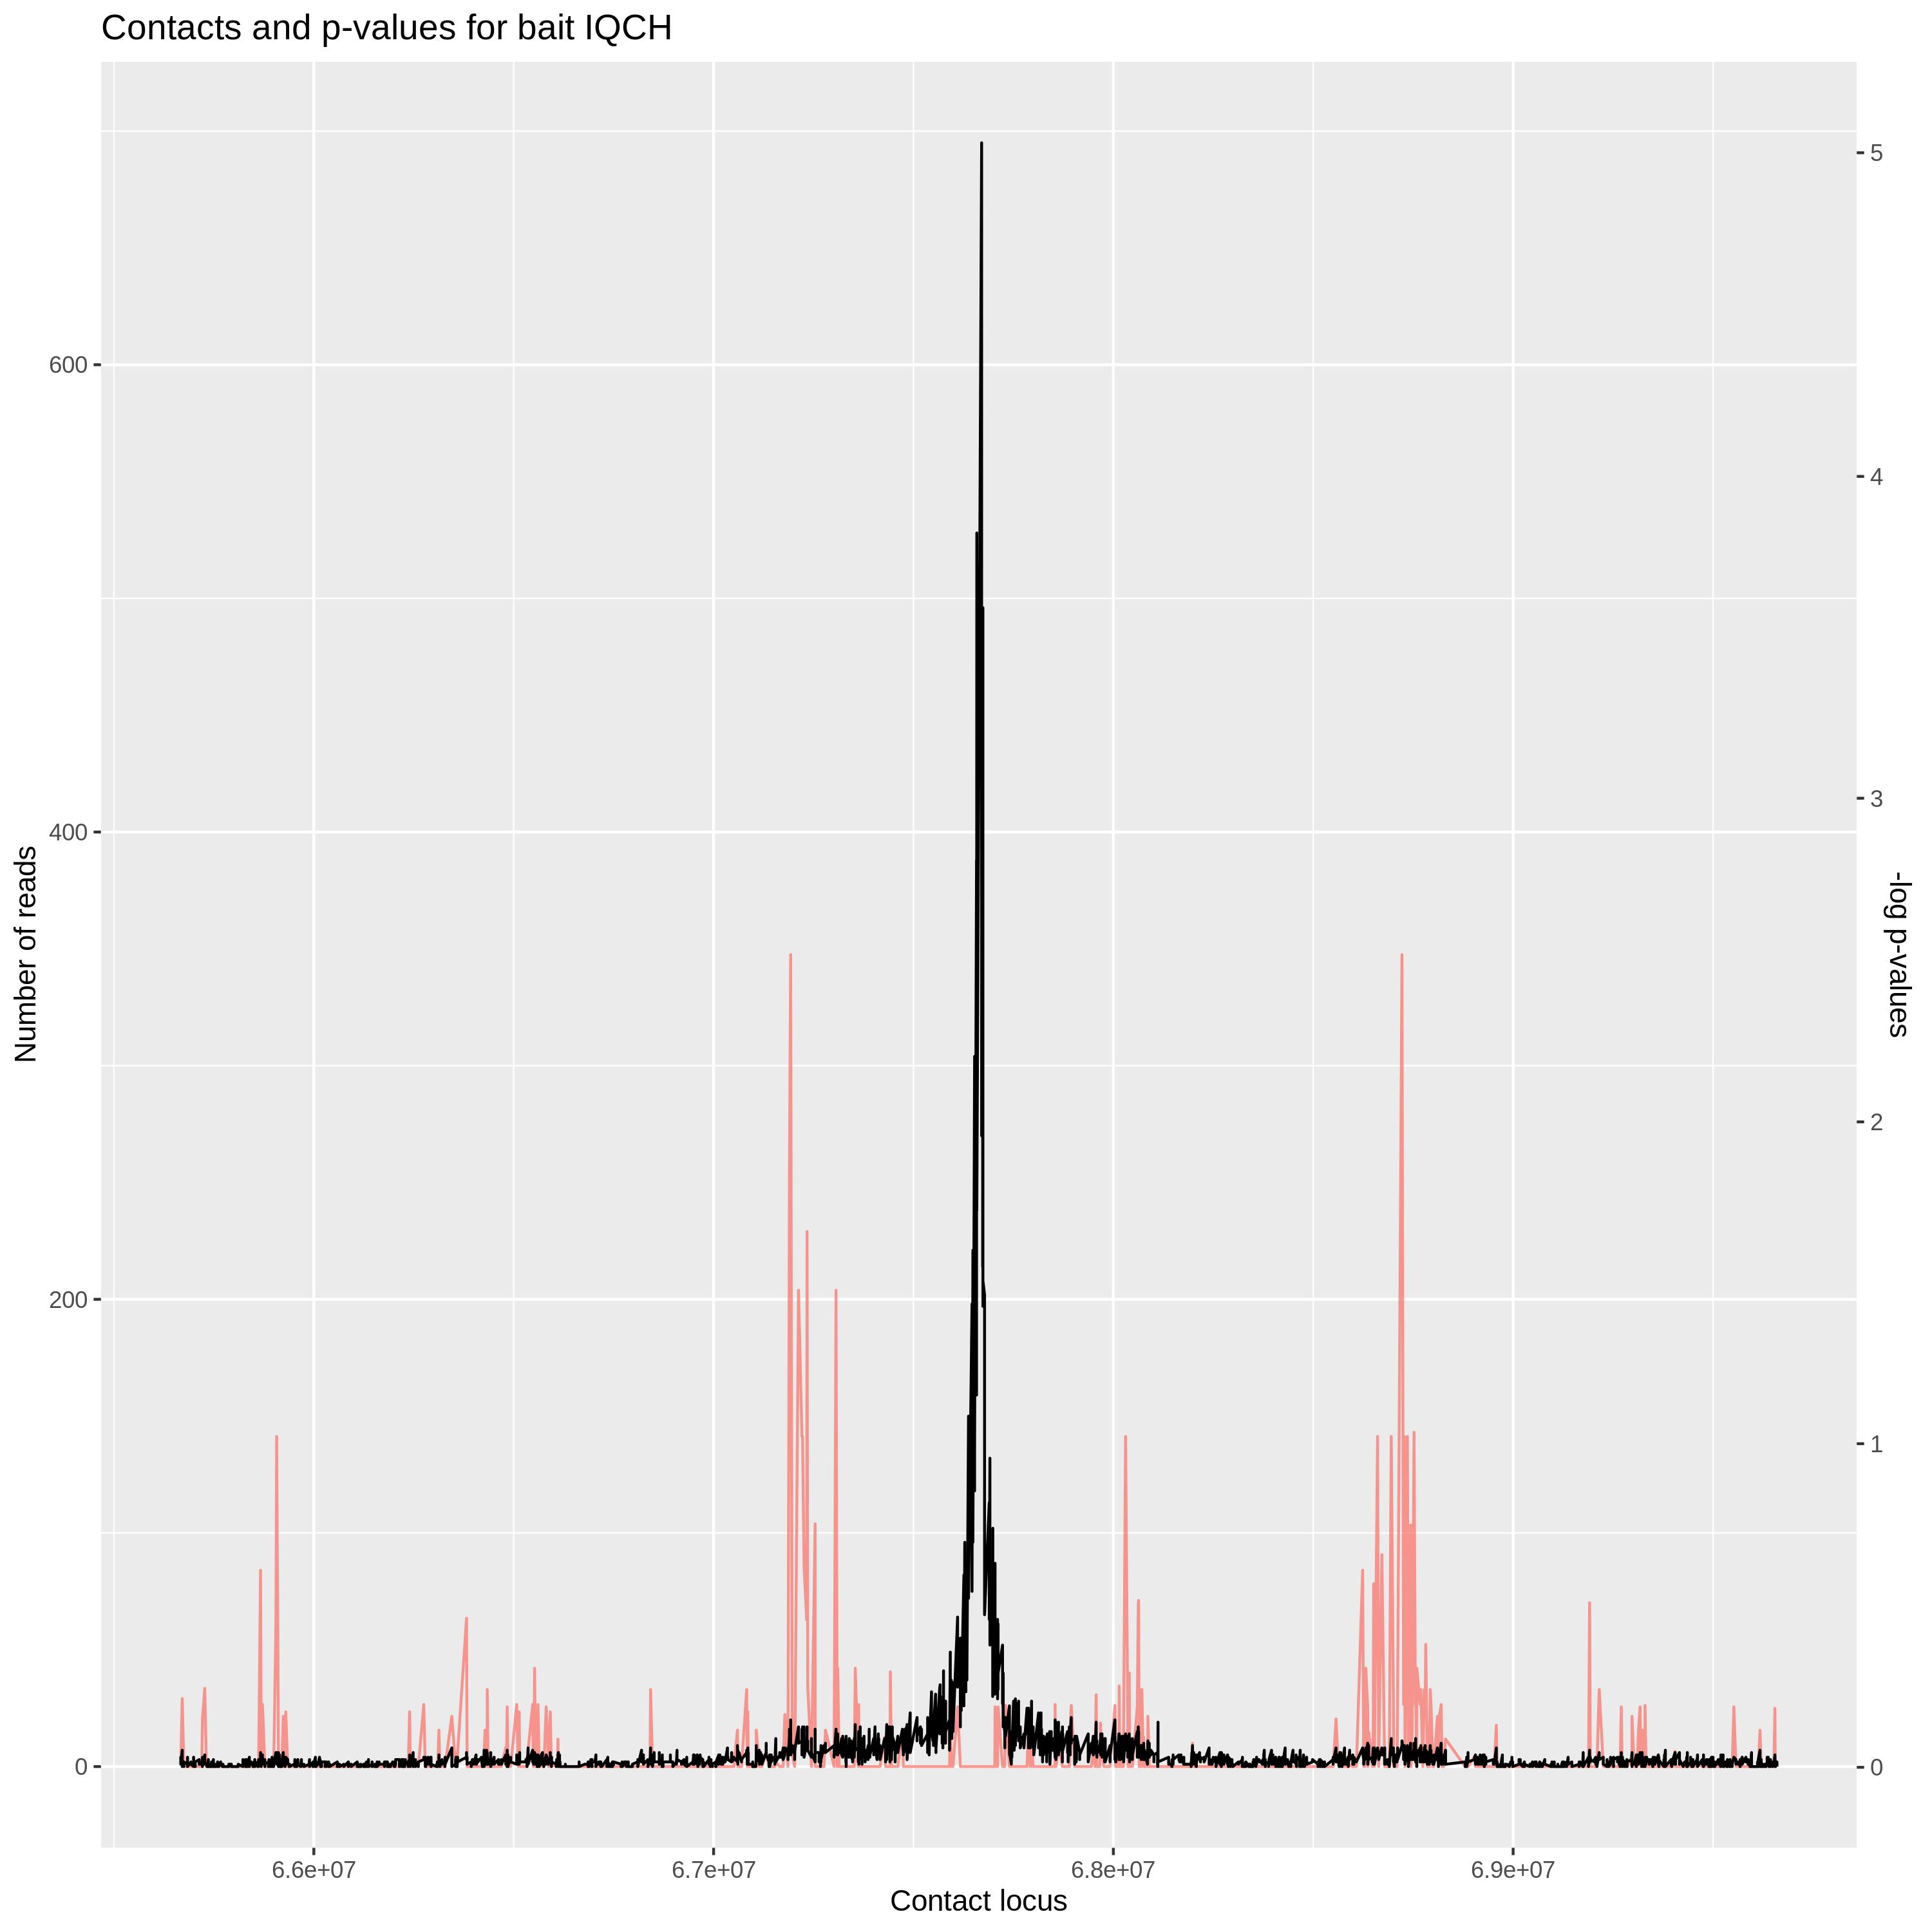 Contacts and p-values for bait IQCH
Number of reads
600
400
200
0
5
4
3
2
1
0
-log p-values
6.6e+07
6.7e+07
6.8e+07
6.9e+07
Contact locus